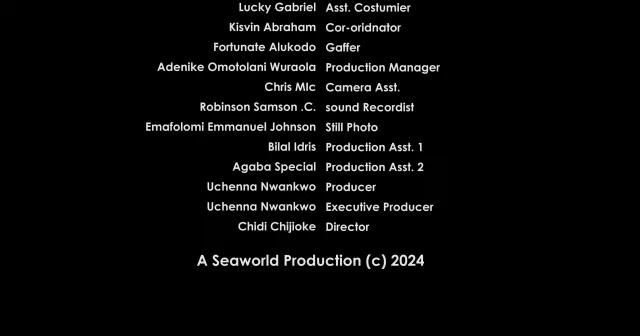 Lucky Gabriel Asst. Costumier
Kisvin Abraham Cor-oridnator
Fortunate Alukodo Gaffer
Adenike Omotolani Wuraola Production Manager
Chris Mlc Camera Asst.
Robinson Samson .C. sound Recordist
Emafolomi Emmanuel Johnson Still Photo
Bilal Idris Production Asst. 1
Agaba Special Production Asst. 2
Uchenna Nwankwo Producer
Uchenna Nwankwo Executive Producer
Chidi Chijioke Director
A Seaworld Production (c) 2024